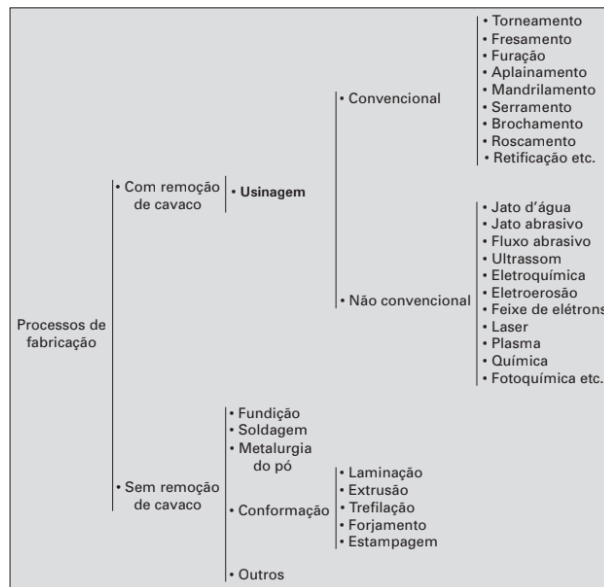 Processos de
fabricação
• Com remoção
de cavaco
• Usinagem
• Convencional
• Torneamento
• Fresamento
• Furação
• Aplainamento
• Mandrilamento
• Serramento
• Brochamento
• Roscamento
• Retificação etc.
• Não convencional
• Jato d’água
• Jato abrasivo
• Fluxo abrasivo
• Ultrassom
• Eletroquímica
• Eletroerosão
• Feixe de elétrons
• Laser
• Plasma
• Química
• Fotoquímica etc.
• Sem remoção
de cavaco
• Fundição
• Soldagem
• Metalurgia
do pó
• Conformação
• Laminação
• Extrusão
• Trefilação
• Forjamento
• Estampagem
• Outros